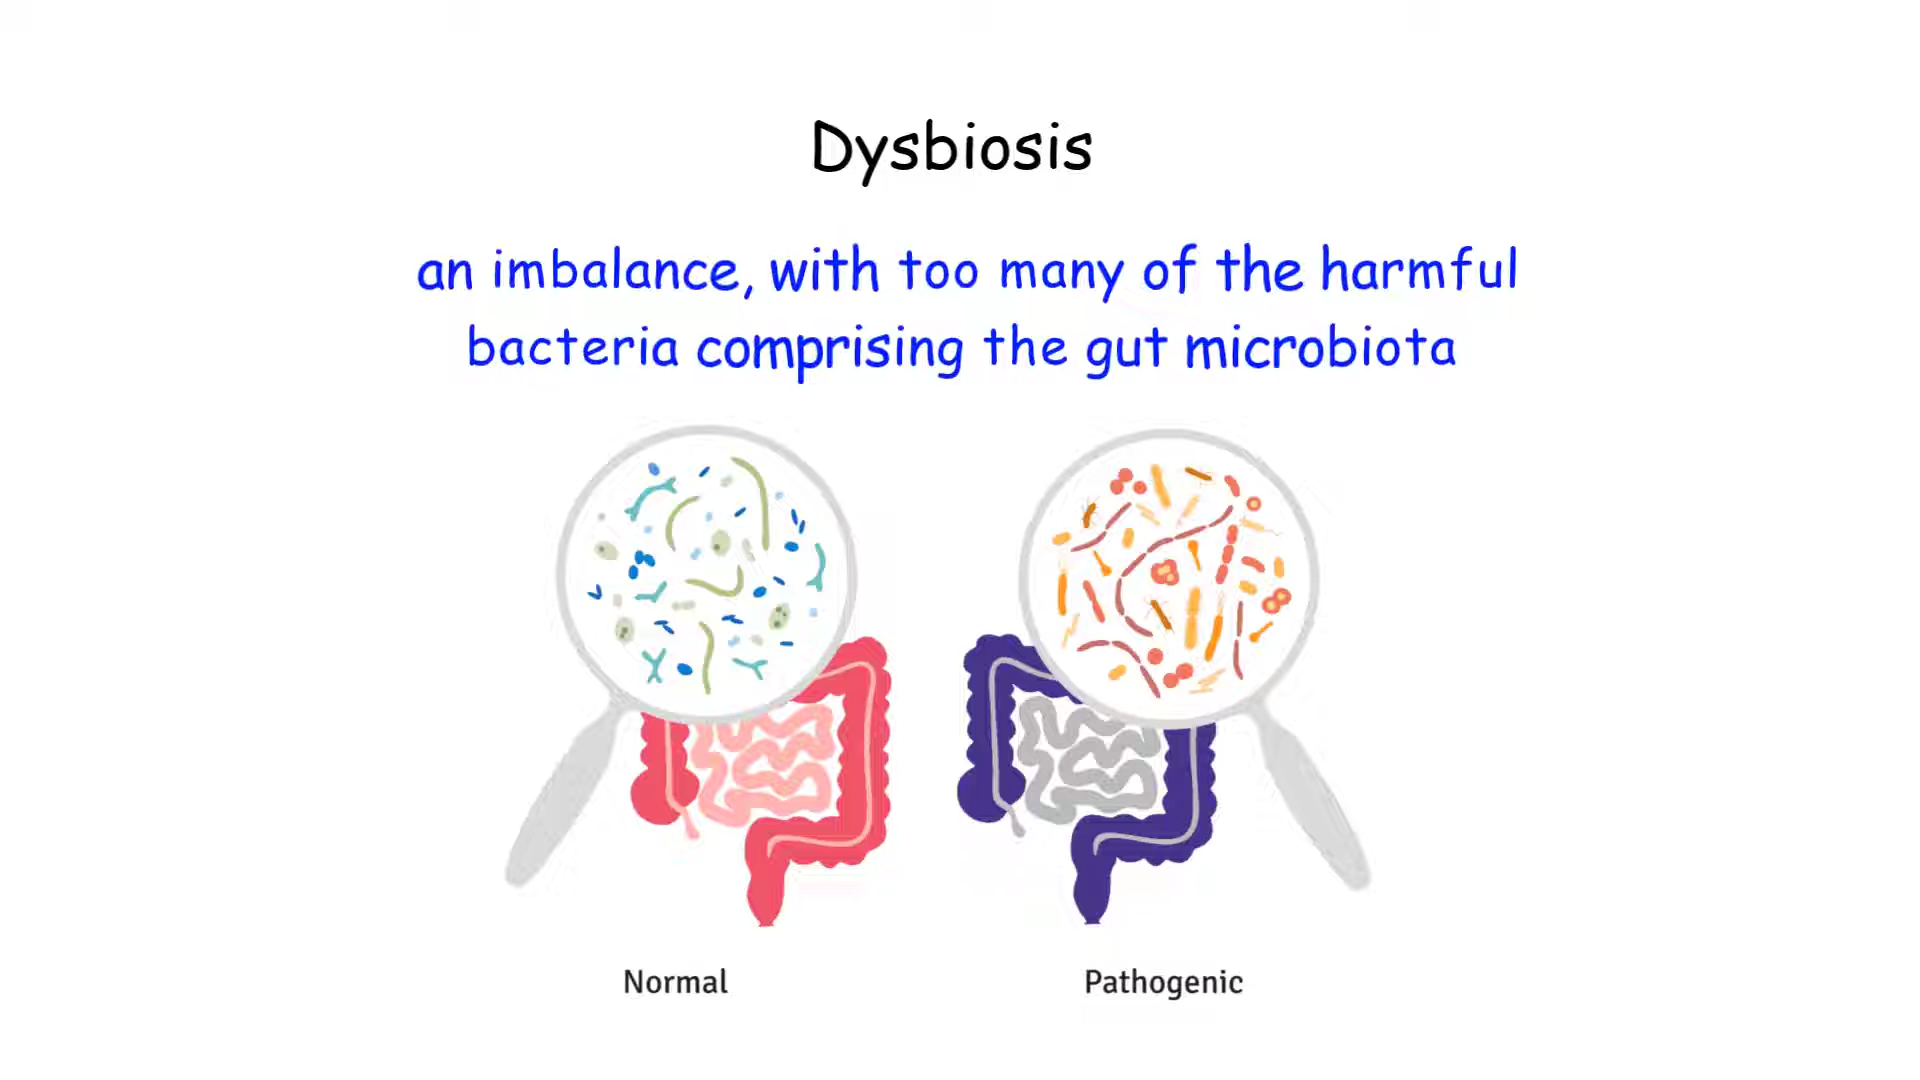 Dysbiosis
an imbalance, with too many of the harmful
bacteria comprising the gut microbiota
Normal
Pathogenic